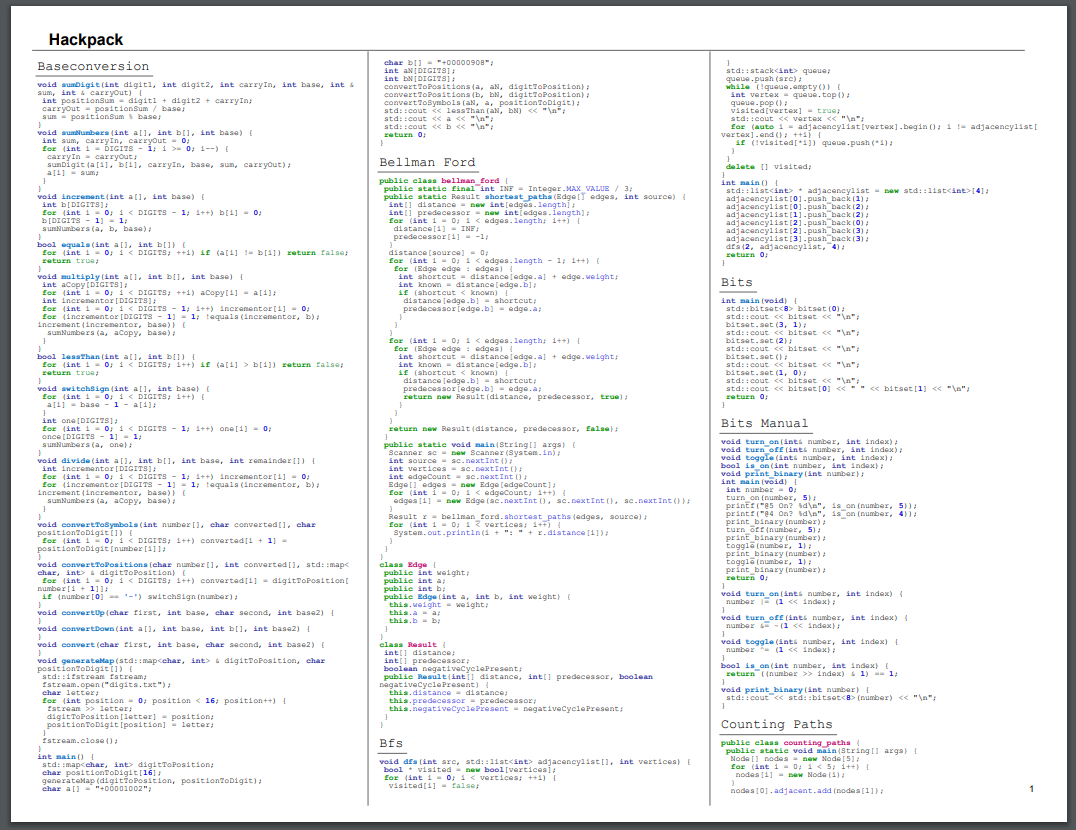 Hackpack
Baseconversion
void sumDigit(int digit1, int digit2, int carryIn, int base, int &
sum, int & carryOut) {
int positionSum = digit1 + digit2 + carryIn;
carryOut = positionSum / base;
sum = positionSum % base;
}
void sumNumbers(int a[], int b[], int base) {
int sum, carryIn, carryOut = 0;
for (int i = DIGITS - 1; i >= 0; i--) {
carryIn = carryOut;
sumDigit(a[i], b[i], carryIn, base, sum, carryOut);
a[i] = sum;
}
}
void increment(int a[], int base) {
int b[DIGITS];
for (int i = 0; i < DIGITS - 1; i++) b[i] = 0;
b[DIGITS - 1] = 1;
sumNumbers(a, b, base);
}
bool equals(int a[], int b[]) {
for (int i = 0; i < DIGITS; ++i) if (a[i] != b[i]) return false;
return true;
}
void multiply(int a[], int b[], int base) {
int aCopy[DIGITS];
for (int i = 0; i < DIGITS; ++i) aCopy[i] = a[i];
int incrementor[DIGITS];
for (int i = 0; i < DIGITS - 1; i++) incrementor[i] = 0;
for (incrementor[DIGITS - 1] = 1; !equals(incrementor, b);
increment(incrementor, base)) {
sumNumbers(a, aCopy, base);
}
}
bool lessThan(int a[], int b[]) {
for (int i = 0; i < DIGITS; i++) if (a[i] > b[i]) return false;
return true;
}
void switchSign(int a[], int base) {
for (int i = 0; i < DIGITS; i++) {
a[i] = base - 1 - a[i];
}
int one[DIGITS];
for (int i = 0; i < DIGITS - 1; i++) one[i] = 0;
once[DIGITS - 1] = 1;
sumNumbers(a, one);
}
void divide(int a[], int b[], int base, int remainder[]) {
int incrementor[DIGITS];
for (int i = 0; i < DIGITS - 1; i++) incrementor[i] = 0;
for (incrementor[DIGITS - 1] = 1; !equals(incrementor, b);
increment(incrementor, base)) {
sumNumbers(a, aCopy, base);
}
}
void convertToSymbols(int number[], char converted[], char
positionToDigit[]) {
for (int i = 0; i < DIGITS; i++) converted[i + 1] =
positionToDigit[number[i]];
}
void convertToPositions(char number[], int converted[], std::map<
char, int> & digitToPosition) {
for (int i = 0; i < DIGITS; i++) converted[i] = digitToPosition[
number[i + 1]];
if (number[0] == '-') switchSign(number);
}
void convertUp(char first, int base, char second, int base2) {
}
void convertDown(int a[], int base, int b[], int base2) {
}
void convert(char first, int base, char second, int base2) {
}
void generateMap(std::map<char, int> & digitToPosition, char
positionToDigit[]) {
std::ifstream fstream;
fstream.open("digits.txt");
char letter;
for (int position = 0; position < 16; position++) {
fstream >> letter;
digitToPosition[letter] = position;
positionToDigit[position] = letter;
}
fstream.close();
}
int main() {
std::map<char, int> digitToPosition;
char positionToDigit[16];
generateMap(digitToPosition, positionToDigit);
char a[] = "+00001002";
char b[] = "+00000908";
int aN[DIGITS];
int bN[DIGITS];
convertToPositions(a, aN, digitToPosition);
convertToPositions(b, bN, digitToPosition);
convertToSymbols(aN, a, positionToDigit);
std::cout << lessThan(aN, bN) << "\n";
std::cout << a << "\n";
std::cout << b << "\n";
return 0;
}
Bellman Ford
public class bellman_ford {
public static final int INF = Integer.MAX_VALUE / 3;
public static Result shortest_paths(Edge[] edges, int source) {
int[] distance = new int[edges.length];
int[] predecessor = new int[edges.length];
for (int i = 0; i < edges.length; i++) {
distance[i] = INF;
predecessor[i] = -1;
}
distance[source] = 0;
for (int i = 0; i < edges.length - 1; i++) {
for (Edge edge : edges) {
int shortcut = distance[edge.a] + edge.weight;
int known = distance[edge.b];
if (shortcut < known) {
distance[edge.b] = shortcut;
predecessor[edge.b] = edge.a;
}
}
}
for (int i = 0; i < edges.length; i++) {
for (Edge edge : edges) {
int shortcut = distance[edge.a] + edge.weight;
int known = distance[edge.b];
if (shortcut < known) {
distance[edge.b] = shortcut;
predecessor[edge.b] = edge.a;
return new Result(distance, predecessor, true);
}
}
}
return new Result(distance, predecessor, false);
}
public static void main(String[] args) {
Scanner sc = new Scanner(System.in);
int source = sc.nextInt();
int vertices = sc.nextInt();
int edgeCount = sc.nextInt();
Edge[] edges = new Edge[edgeCount];
for (int i = 0; i < edgeCount; i++) {
edges[i] = new Edge(sc.nextInt(), sc.nextInt(), sc.nextInt());
}
Result r = bellman_ford.shortest_paths(edges, source);
for (int i = 0; i < vertices; i++) {
System.out.println(i + ": " + r.distance[i]);
}
}
}
class Edge {
public int weight;
public int a;
public int b;
public Edge(int a, int b, int weight) {
this.weight = weight;
this.a = a;
this.b = b;
}
}
class Result {
int[] distance;
int[] predecessor;
boolean negativeCyclePresent;
public Result(int[] distance, int[] predecessor, boolean
negativeCyclePresent) {
this.distance = distance;
this.predecessor = predecessor;
this.negativeCyclePresent = negativeCyclePresent;
}
}
Bfs
void dfs(int src, std::list<int> adjacencylist[], int vertices) {
bool * visited = new bool[vertices];
for (int i = 0; i < vertices; ++i) {
visited[i] = false;
}
std::stack<int> queue;
queue.push(src);
while (!queue.empty()) {
int vertex = queue.top();
queue.pop();
visited[vertex] = true;
std::cout << vertex << "\n";
for (auto i = adjacencylist[vertex].begin(); i != adjacencylist[
vertex].end(); ++i) {
if (!visited[*i]) queue.push(*i);
}
}
delete [] visited;
}
int main() {
std::list<int> * adjacencylist = new std::list<int>[4];
adjacencylist[0].push_back(1);
adjacencylist[0].push_back(2);
adjacencylist[1].push_back(2);
adjacencylist[2].push_back(0);
adjacencylist[2].push_back(3);
adjacencylist[3].push_back(3);
dfs(2, adjacencylist, 4);
return 0;
}
Bits
int main(void) {
std::bitset<8> bitset(0);
std::cout << bitset << "\n";
bitset.set(3, 1);
std::cout << bitset << "\n";
bitset.set(2);
std::cout << bitset << "\n";
bitset.set();
std::cout << bitset << "\n";
bitset.set(1, 0);
std::cout << bitset << "\n";
std::cout << bitset[0] << " " << bitset[1] << "\n";
return 0;
}
Bits Manual
void turn_on(int& number, int index);
void turn_off(int& number, int index);
void toggle(int& number, int index);
bool is_on(int number, int index);
void print_binary(int number);
int main(void) {
int number = 0;
turn_on(number, 5);
printf("@5 On? %d\n", is_on(number, 5));
printf("@4 On? %d\n", is_on(number, 4));
print_binary(number);
turn_off(number, 5);
print_binary(number);
toggle(number, 1);
print_binary(number);
toggle(number, 1);
print_binary(number);
return 0;
}
void turn_on(int& number, int index) {
number |= (1 << index);
}
void turn_off(int& number, int index) {
number &= ~(1 << index);
}
void toggle(int& number, int index) {
number ^= (1 << index);
}
bool is_on(int number, int index) {
return ((number >> index) & 1) == 1;
}
void print_binary(int number) {
std::cout << std::bitset<8>(number) << "\n";
}
Counting Paths
public class counting_paths {
public static void main(String[] args) {
Node[] nodes = new Node[5];
for (int i = 0; i < 5; i++) {
nodes[i] = new Node(i);
}
nodes[0].adjacent.add(nodes[1]);
1